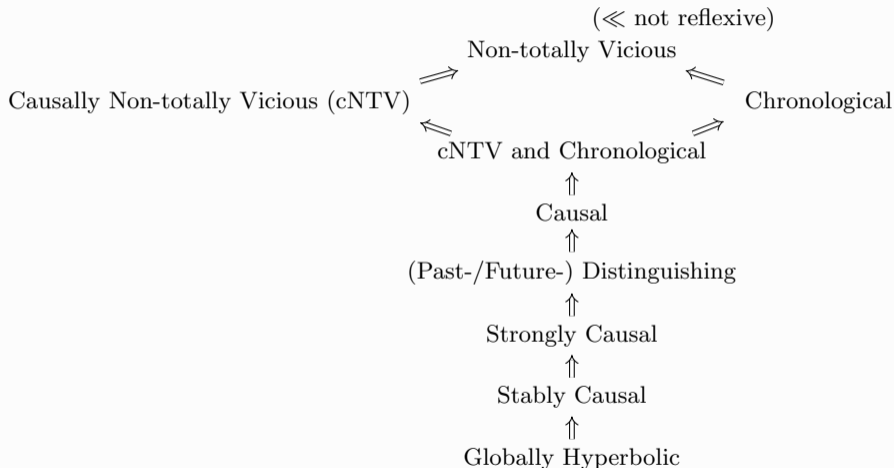 (≪ not reflexive)
Non-totally Vicious
Causally Non-totally Vicious (cNTV)
Chronological
cNTV and Chronological
Causal
(Past-/Future-) Distinguishing
Strongly Causal
Stably Causal
Globally Hyperbolic